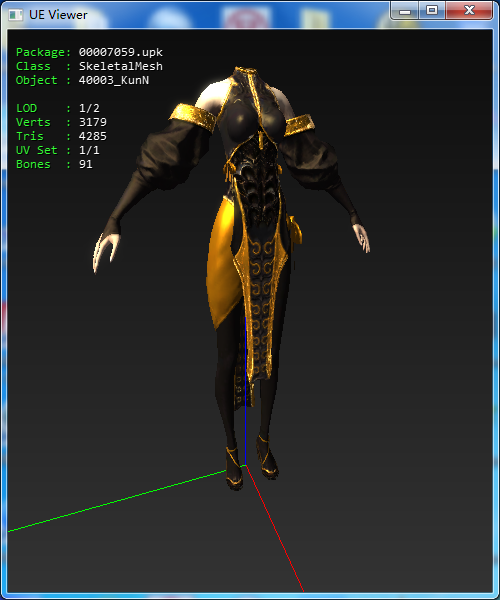 UE Viewer
Package: 00007059.upk
Class : SkeletalMesh
Object : 40003_KunN
LOD : 1/2
Verts : 3179
Tris : 4285
UV Set : 1/1
Bones : 91